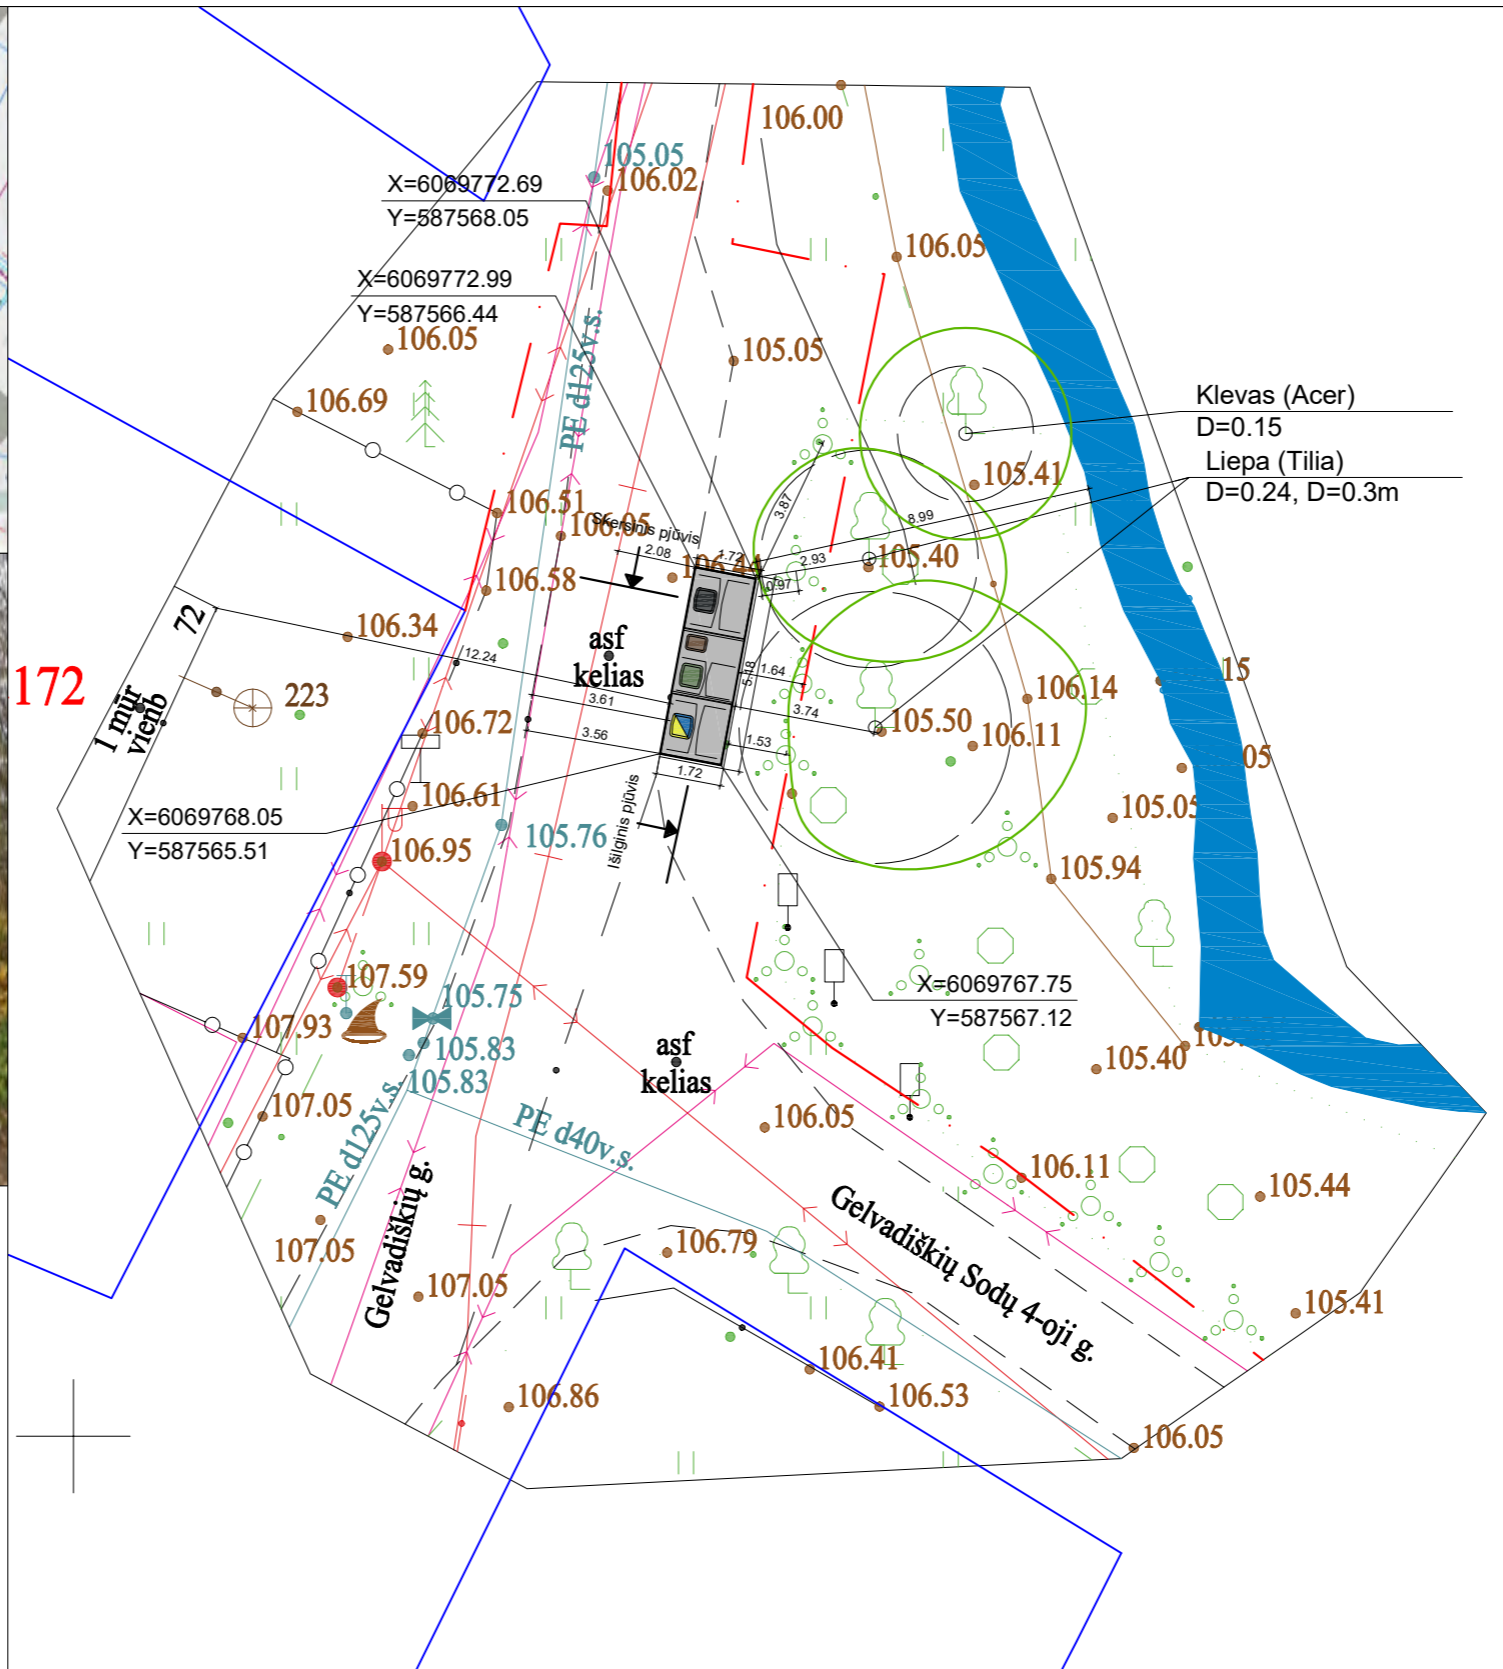 106.00
105.05
106.02
X=6069772.69
Y=587568.05
106.05
X=6069772.99
Y=587566.44
106.05
PE d125v.s.
105.05
106.69
Klevas (Acer)
D=0.15
Liepa (Tilia)
D=0.24, D=0.3m
105.41
106.51
3.87
8.99
Skersinis pjūvis
106.05
2.08
1.72
106.44
2.93
105.40
0.97
106.58
72
106.34
asf
kelias
12.24
5.18
1.64
172
223
1 mūr
vienb
3.61
3.74
106.14
106.72
105.50
106.11
3.56
1.53
1.72
Išilginis pjūvis
106.61
X=6069768.05
Y=587565.51
105.76
105.05
106.95
105.94
107.59
105.75
X=6069767.75
Y=587567.12
107.93
105.83
asf
kelias
105.40
105.83
107.05
PE d125v.s.
PE d40v.s.
106.05
106.11
105.44
Gelvadiškių g.
Gelvadiškių Sodų 4-oji g.
107.05
106.79
107.05
105.41
106.41
106.86
106.53
106.05